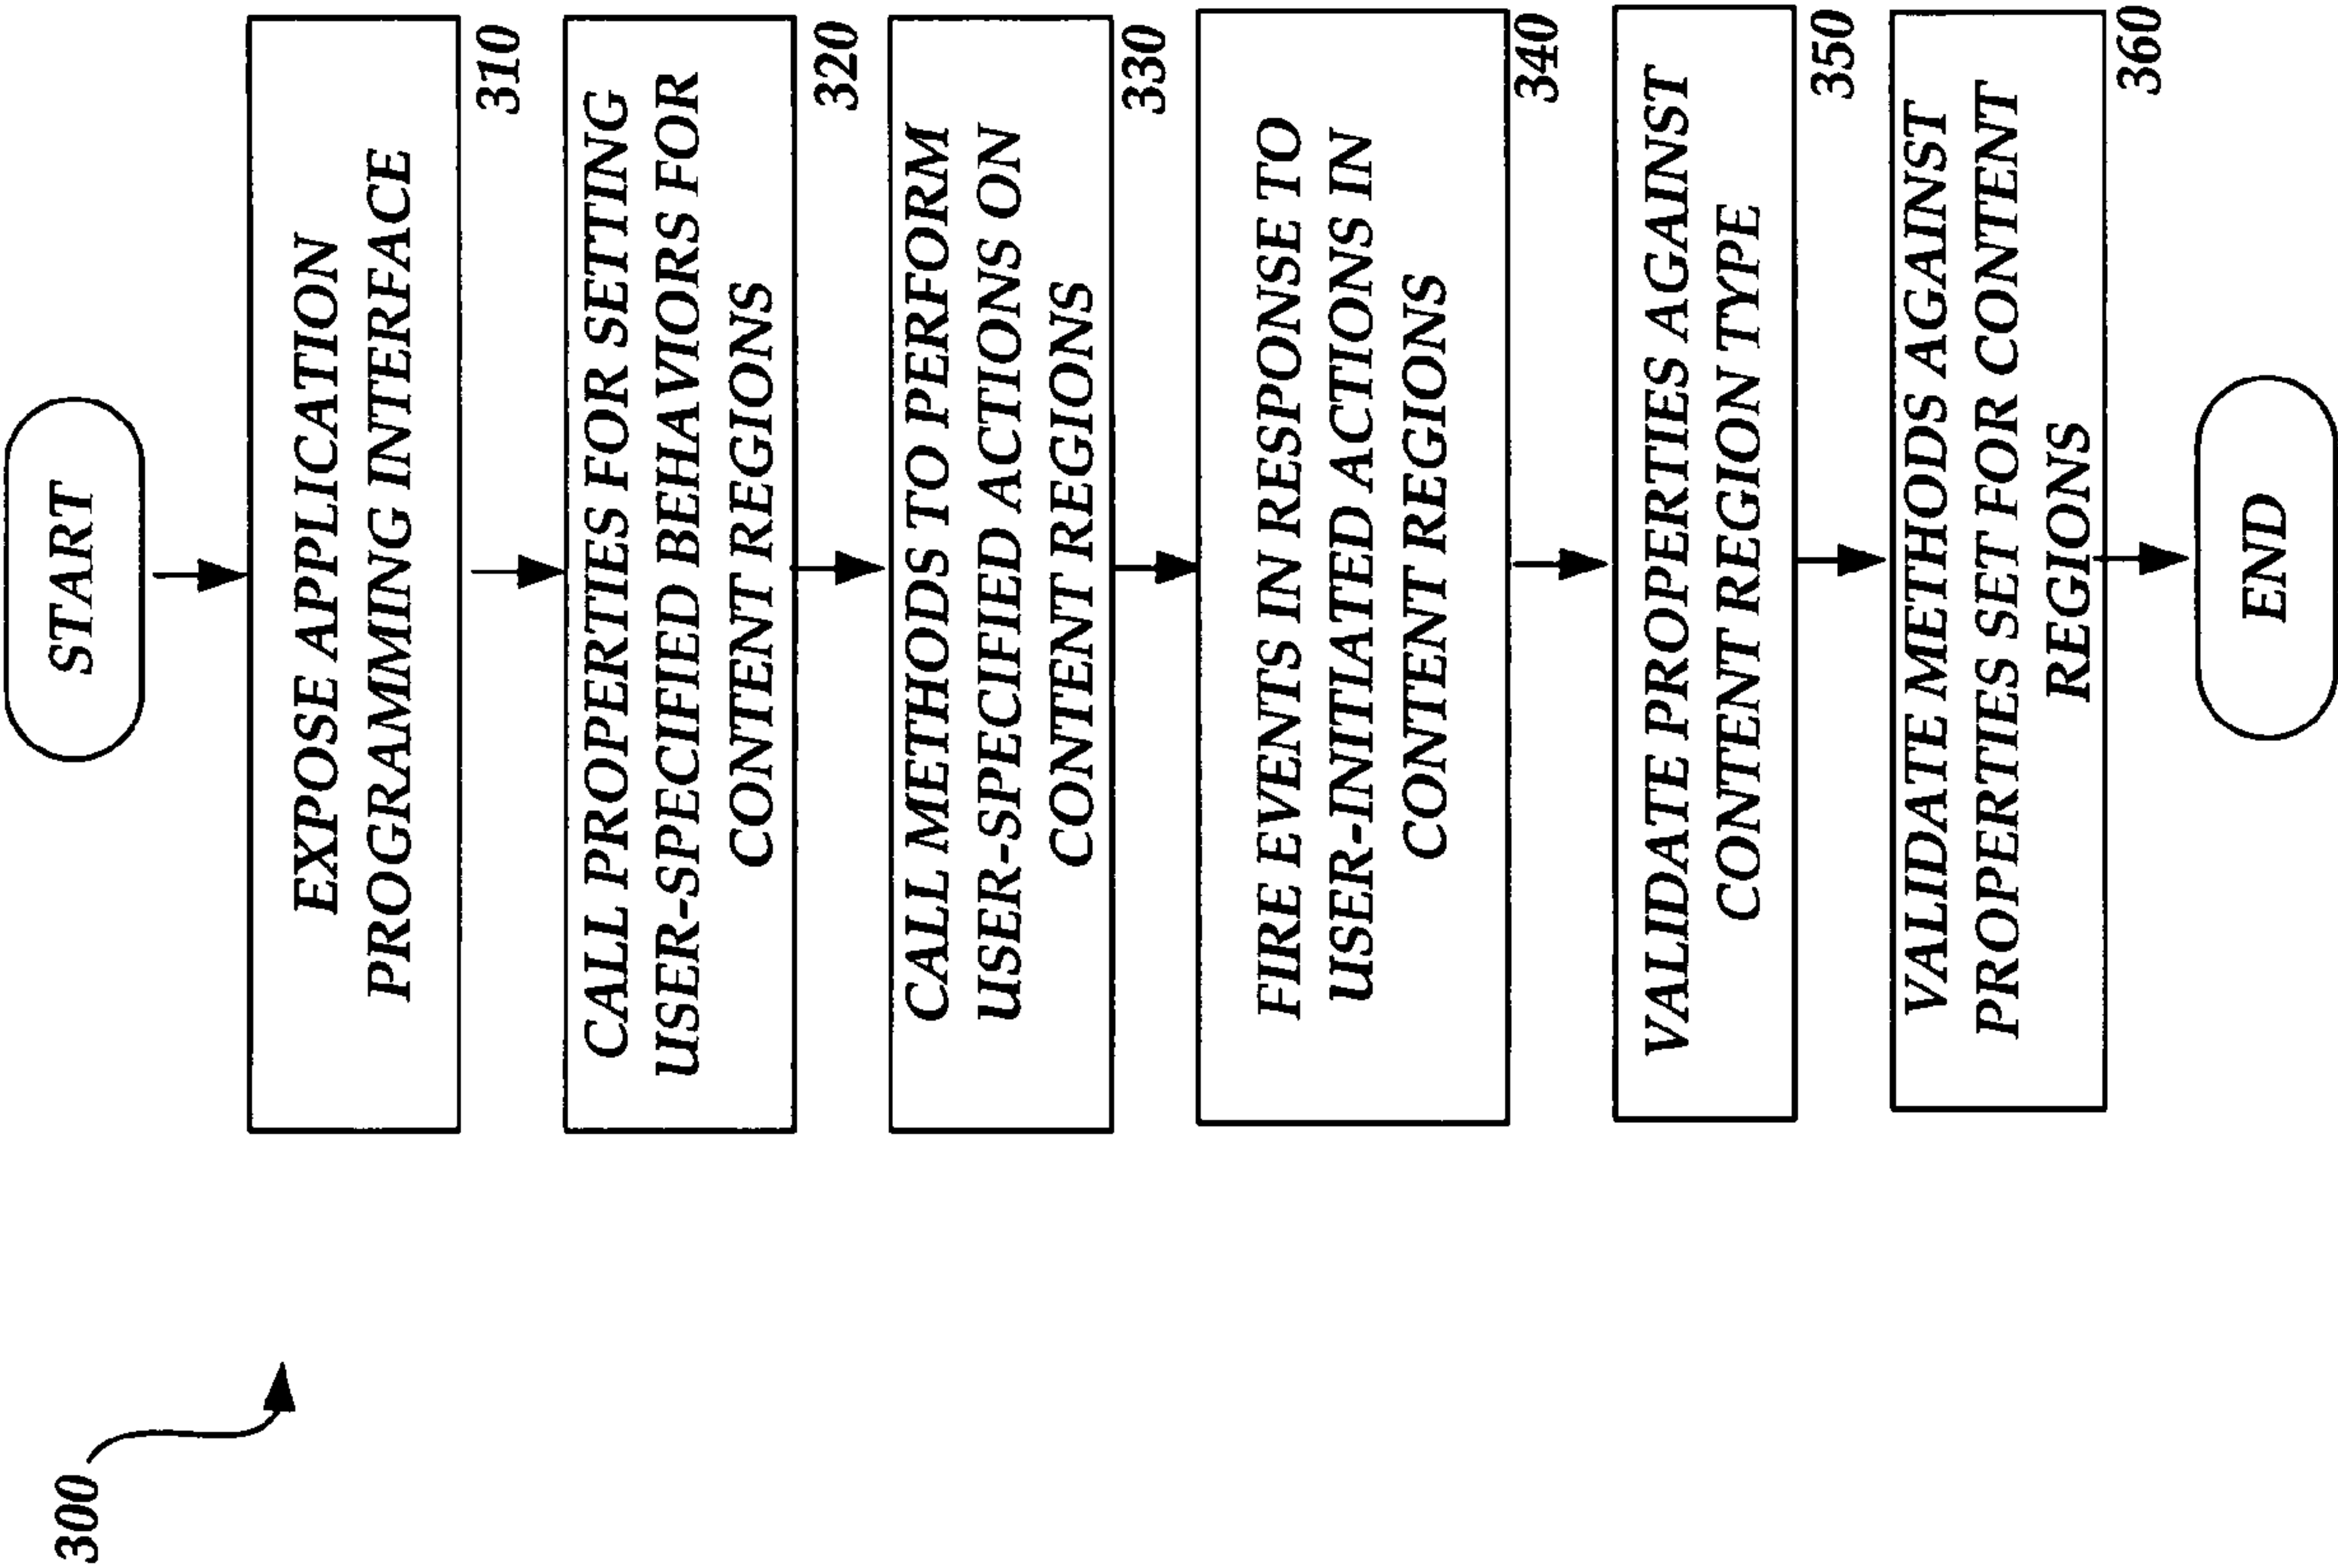 300
START
EXPOSE APPLICATION
PROGRAMMING INTERFACE
310
CALL PROPERTIES FOR SETTING
USER-SPECIFIED BEHAVIORS FOR
CONTENT REGIONS
320
CALL METHODS TO PERFORM
USER-SPECIFIED ACTIONS ON
CONTENT REGIONS
330
FIRE EVENTS IN RESPONSE TO
USER-INITIATED ACTIONS IN
CONTENT REGIONS
340
VALIDATE PROPERTIES AGAINST
CONTENT REGION TYPE
350
VALIDATE METHODS AGAINST
PROPERTIES SET FOR CONTENT
REGIONS
360
END